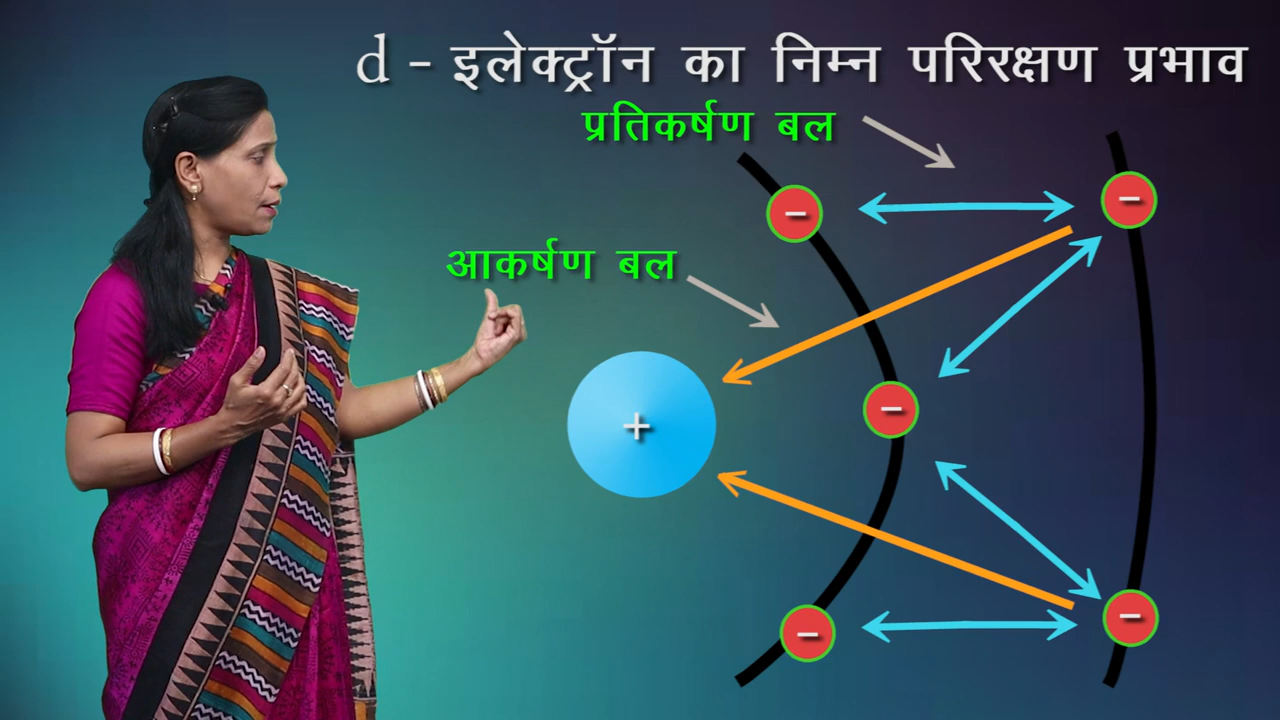 d - इलेक्ट्रॉन का निम्न परिरक्षण प्रभाव
प्रतिकर्षण बल
आकर्षण बल
−
−
+
−
−
−